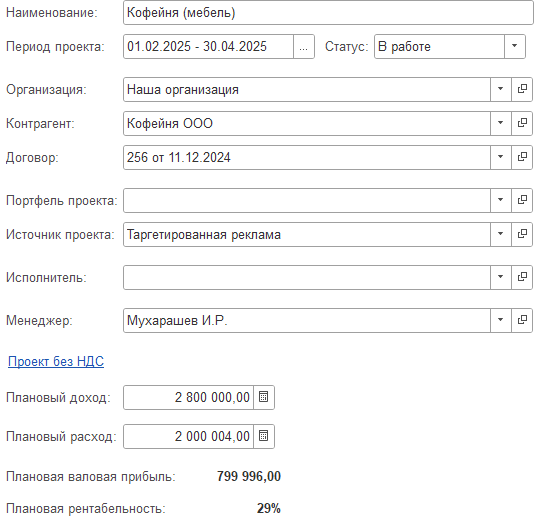 Наименование: Кофейня (мебель)
Период проекта: 01.02.2025 - 30.04.2025 ... Статус: В работе
Организация: Наша организация
Контрагент: Кофейня ООО
Договор: 256 от 11.12.2024
Портфель проекта:
Источник проекта: Таргетированная реклама
Исполнитель:
Менеджер: Мухарашев И.Р.
Проект без НДС
Плановый доход: 2 800 000,00
Плановый расход: 2 000 004,00
Плановая валовая прибыль: 799 996,00
Плановая рентабельность: 29%